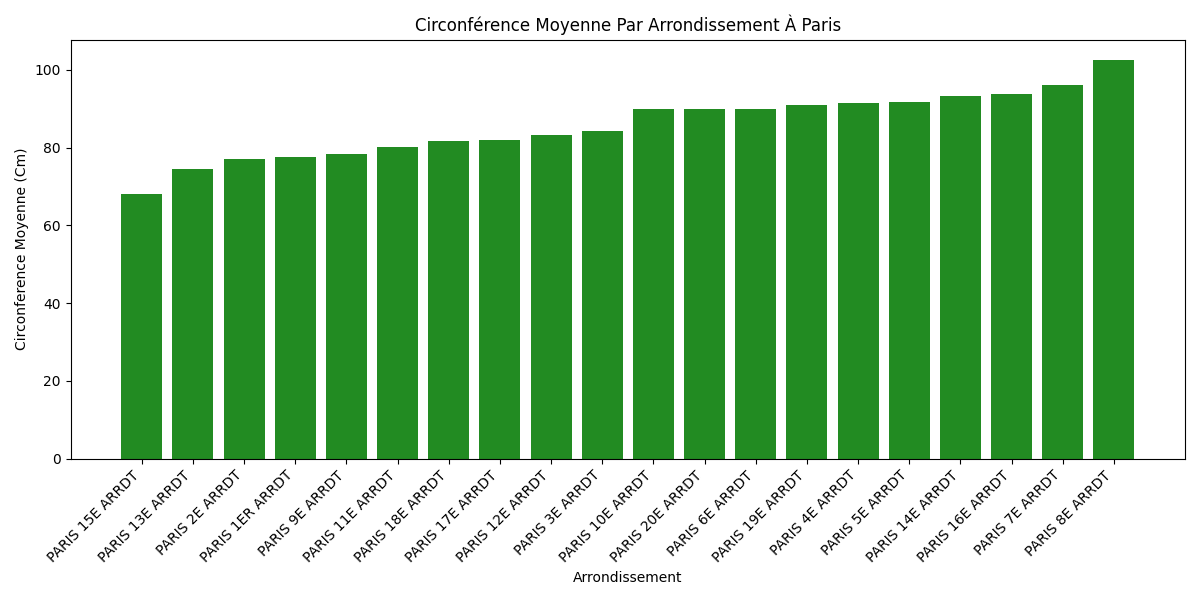 Circonférence Moyenne Par Arrondissement À Paris
Circonference Moyenne (Cm)
100
80
60
40
20
0
PARIS 15E ARRDT
PARIS 13E ARRDT
PARIS 2E ARRDT
PARIS 1ER ARRDT
PARIS 9E ARRDT
PARIS 11E ARRDT
PARIS 18E ARRDT
PARIS 17E ARRDT
PARIS 12E ARRDT
PARIS 3E ARRDT
PARIS 10E ARRDT
PARIS 20E ARRDT
PARIS 6E ARRDT
PARIS 19E ARRDT
PARIS 4E ARRDT
PARIS 5E ARRDT
PARIS 14E ARRDT
PARIS 16E ARRDT
PARIS 7E ARRDT
PARIS 8E ARRDT
Arrondissement